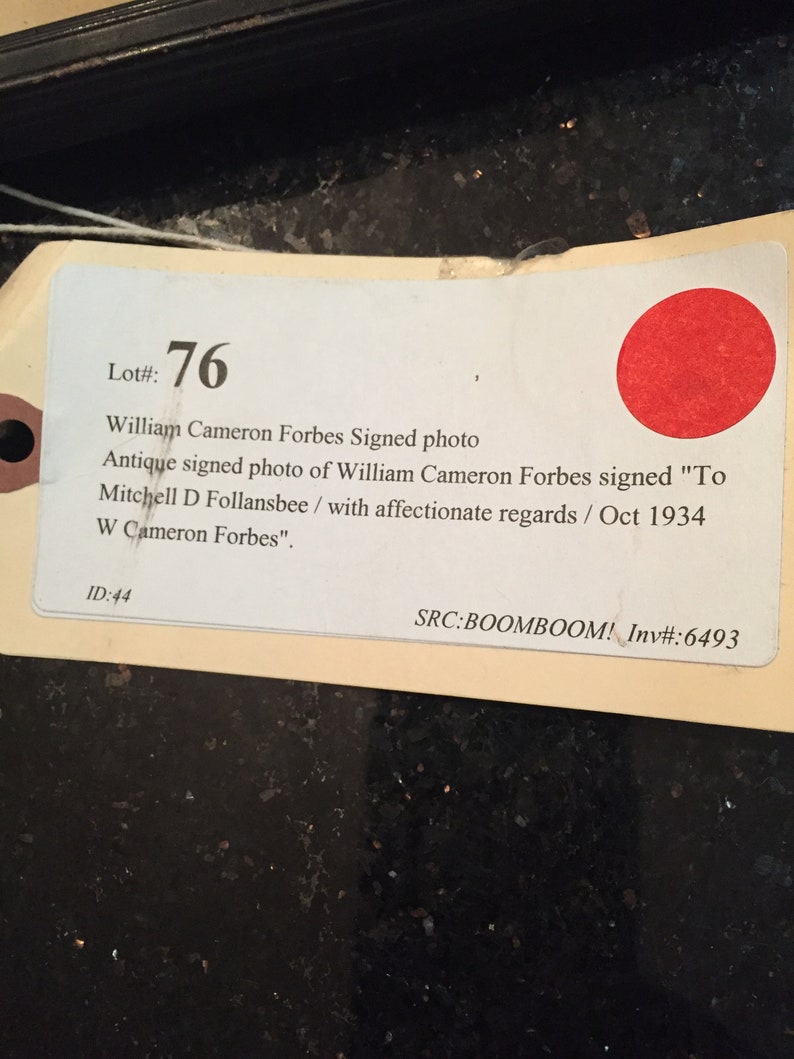 Lot#: 76
William Cameron Forbes Signed photo
Antique signed photo of William Cameron Forbes signed "To
Mitchell D Follansbee / with affectionate regards / Oct 1934
W Cameron Forbes".
ID:44
SRC:BOOMBOOM! Inv#:6493